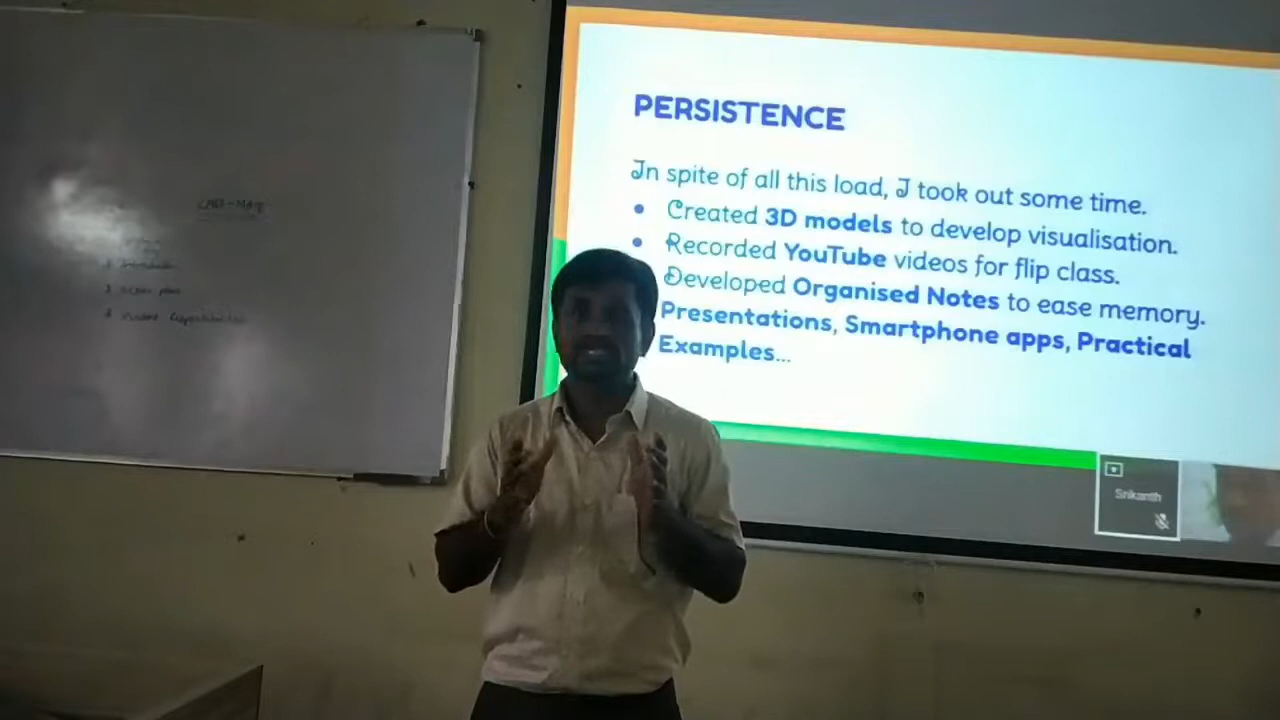 PERSISTENCE
In spite of all this load, I took out some time.
• Created 3D models to develop visualisation.
• Recorded YouTube videos for flip class.
Developed Organised Notes to ease memory.
Presentations, Smartphone apps, Practical
Examples...
Srikanth